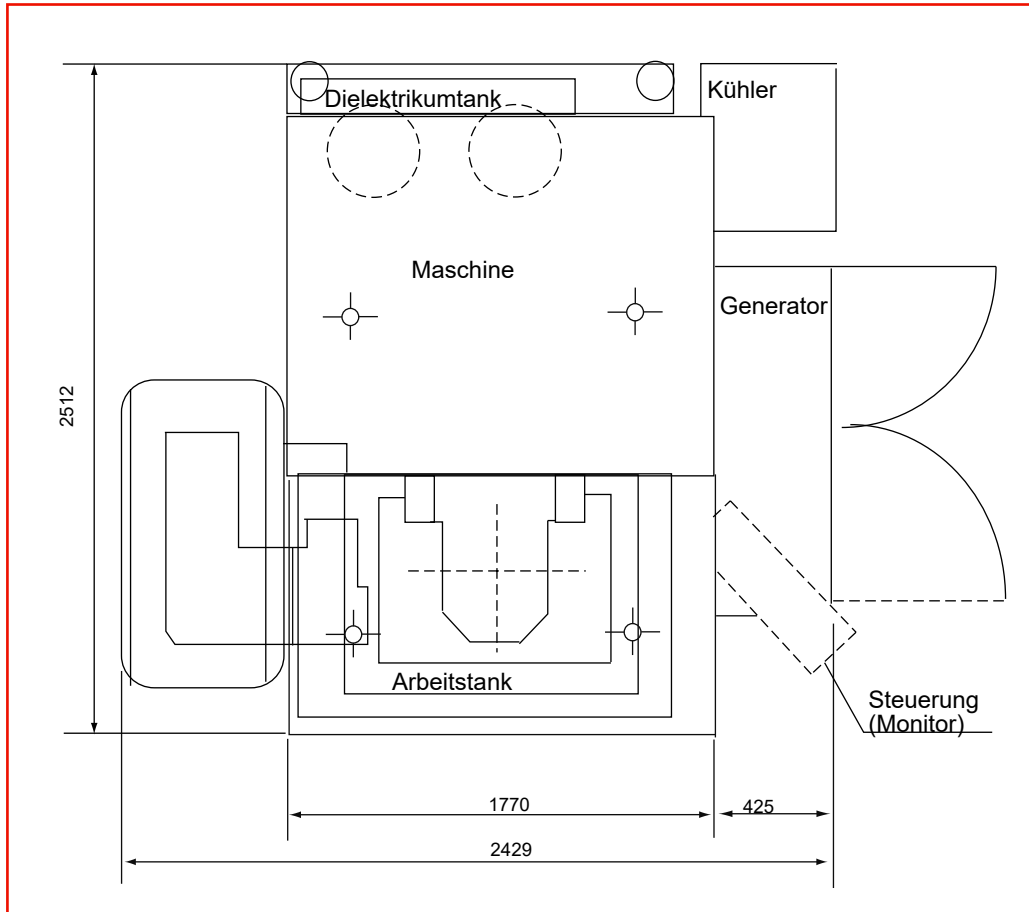 Kühler
Dielektrikumtank
Maschine
Generator
2512
Arbeitstank
Steuerung
(Monitor)
1770
425
2429